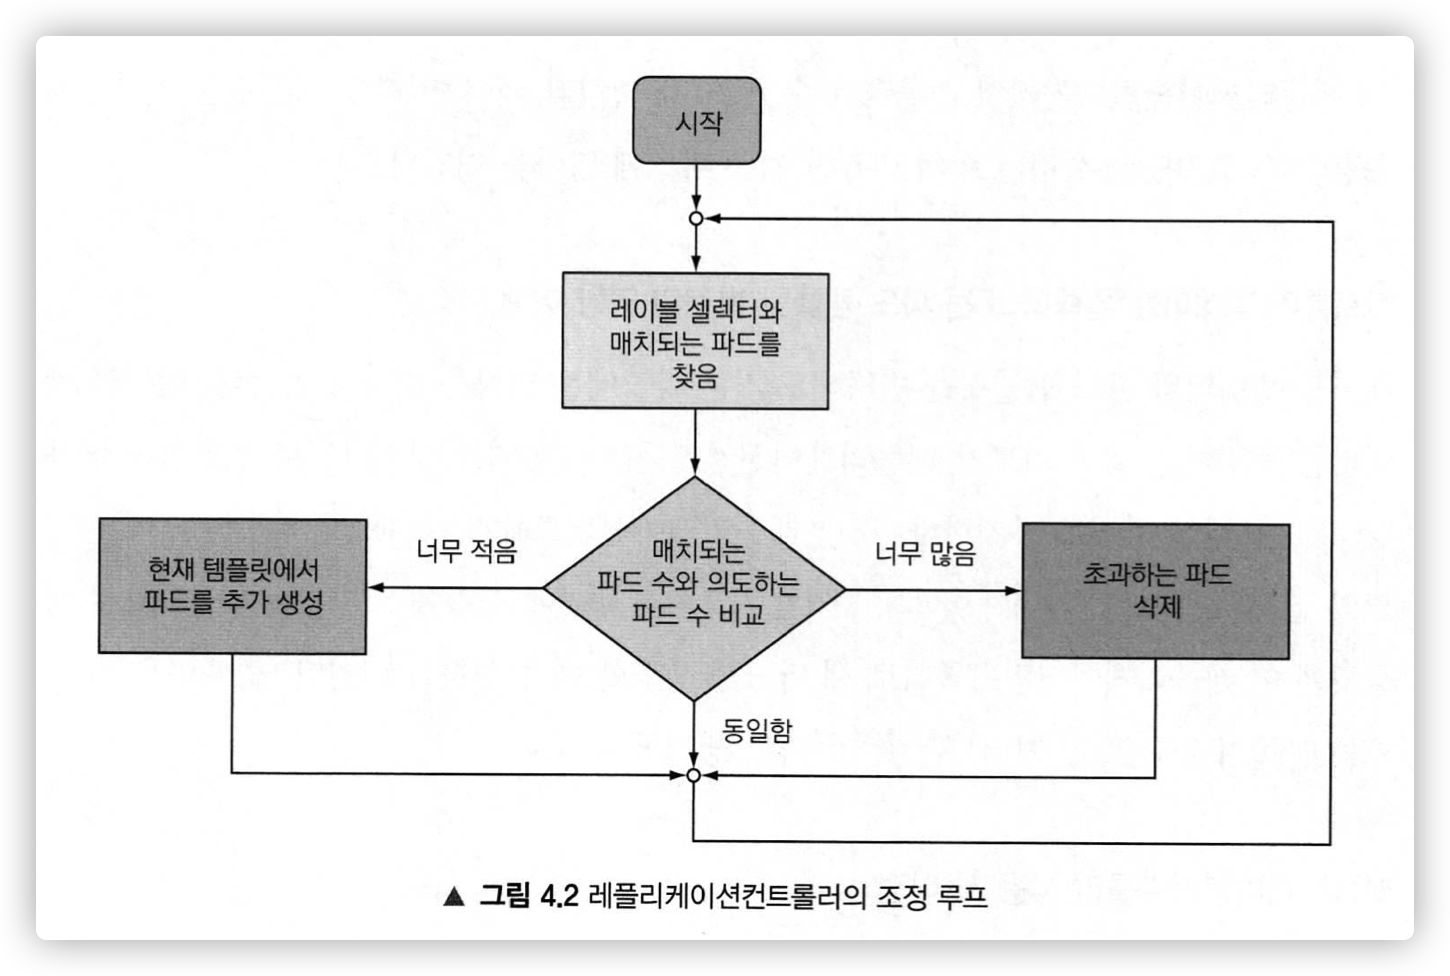 시작
레이블 셀렉터와
매치되는 파드를
찾음
너무 적음
매치되는
파드 수와 의도하는
파드 수 비교
너무 많음
현재 템플릿에서
파드를 추가 생성
초과하는 파드
삭제
동일함
▲ 그림 4.2 레플리케이션컨트롤러의 조정 루프